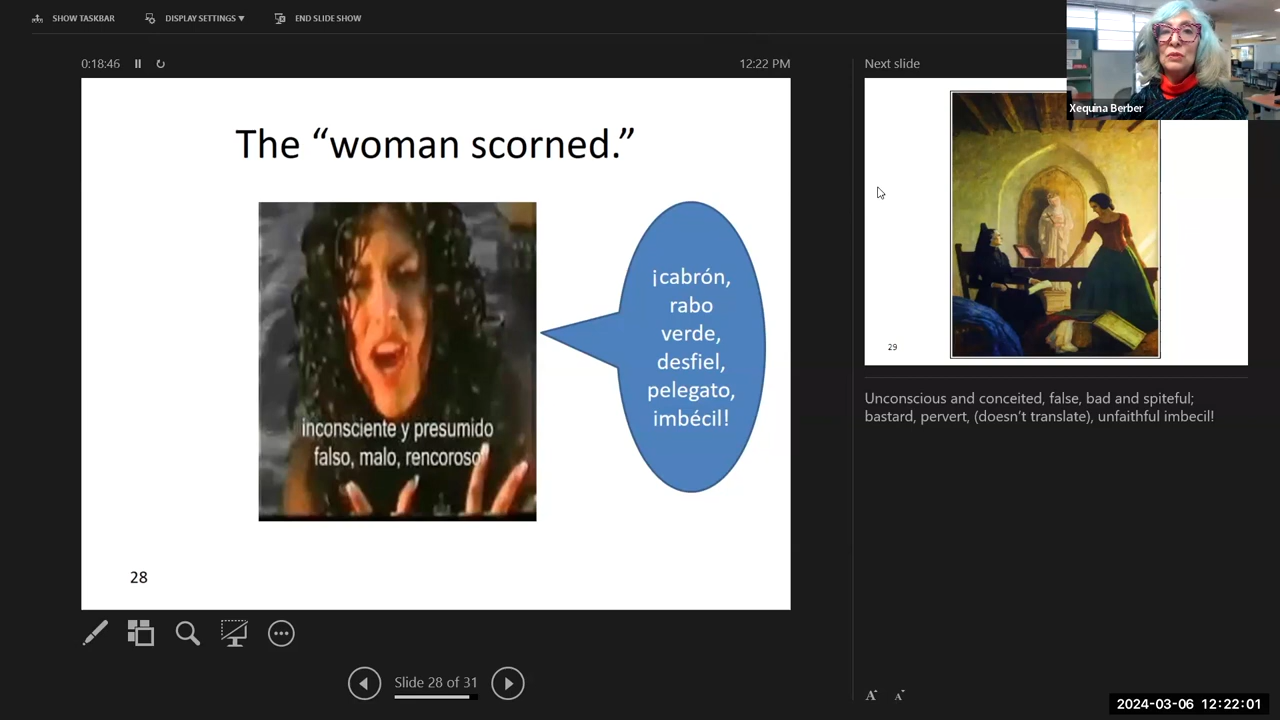 SHOW TASKBAR
DISPLAY SETTINGS ▼
END SLIDE SHOW
0:18:46
12:22 PM
Next slide
Xequina Berber
The “woman scorned.”
inconsciente y presumido
falso, malo, rencoroso
¡cabrón,
rabo
verde,
desfiel,
pelegato,
imbécil!
28
29
Unconscious and conceited, false, bad and spiteful;
bastard, pervert, (doesn’t translate), unfaithful imbecil!
Slide 28 of 31
A A
2024-03-06 12:22:01